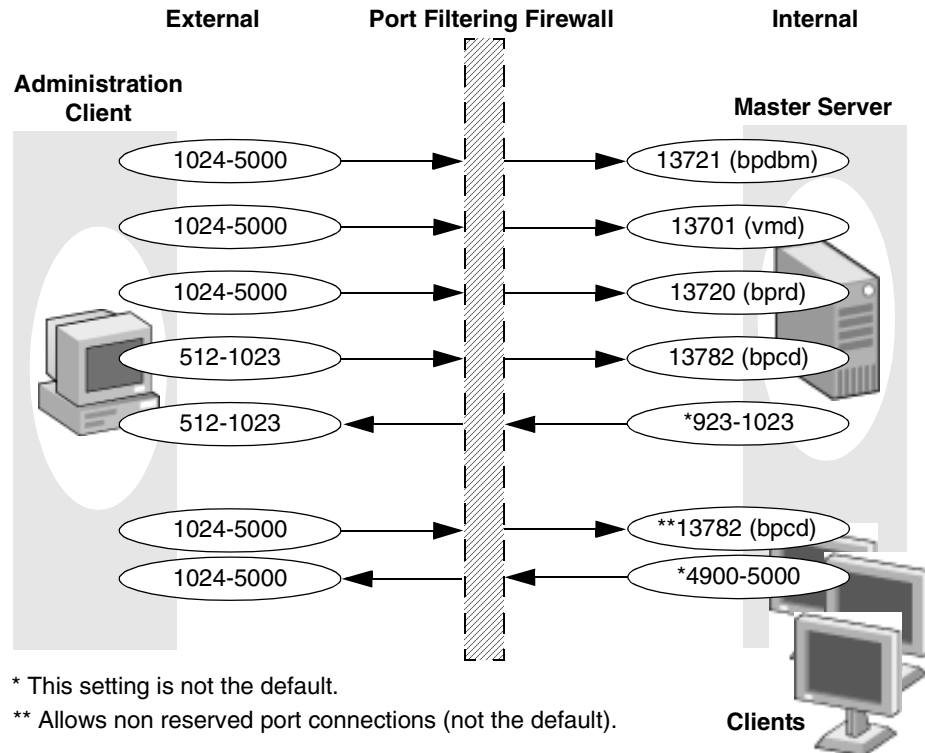 External Port Filtering Firewall Internal
Administration
Client
Master Server
1024-5000 13721 (bpdbm)
1024-5000 13701 (vmd)
1024-5000 13720 (bprd)
512-1023 13782 (bpcd)
512-1023 *923-1023
1024-5000 **13782 (bpcd)
1024-5000 *4900-5000
* This setting is not the default.
** Allows non reserved port connections (not the default).
Clients